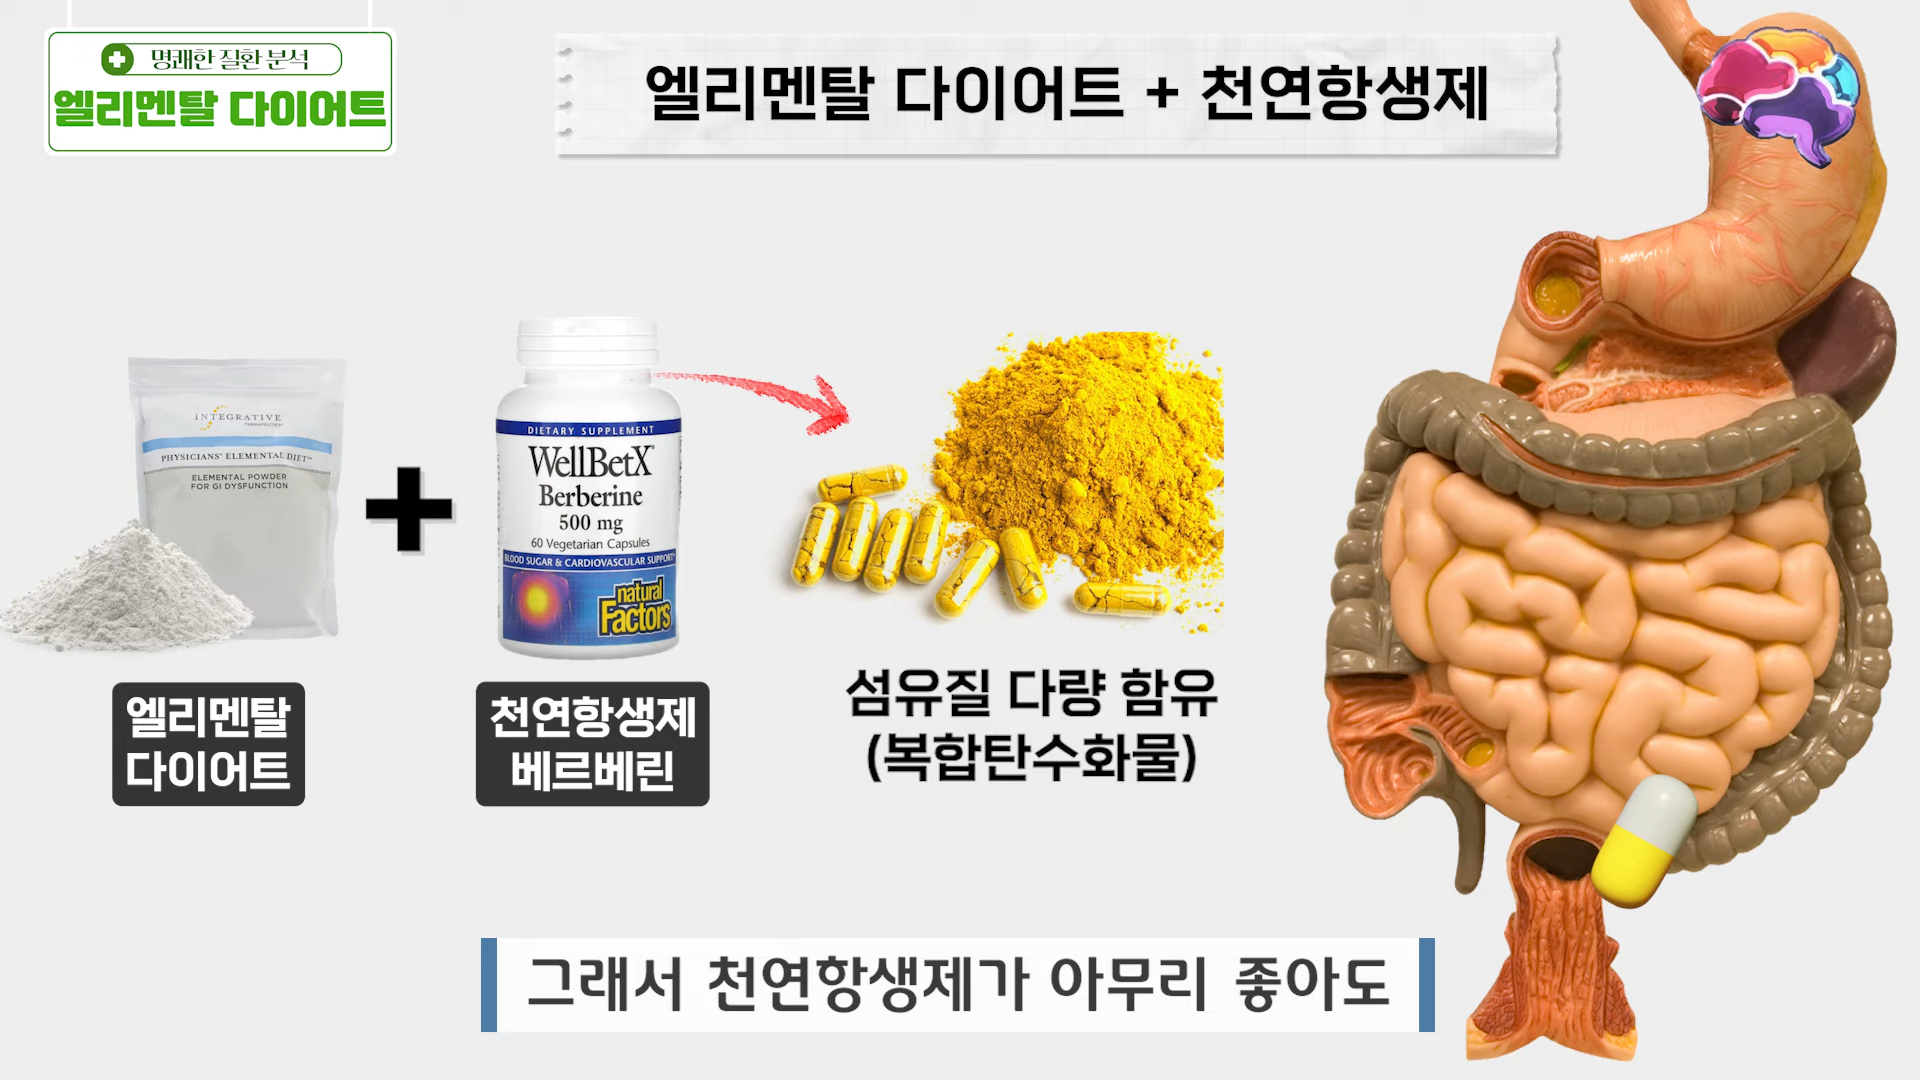 명쾌한 질환 분석
엘리멘탈 다이어트
엘리멘탈 다이어트 + 천연항생제
INTEGRATIVE
THERAPEUTICS
PHYSICIANS' ELEMENTAL DIET™
ELEMENTAL POWDER
FOR GI DYSFUNCTION
DIETARY SUPPLEMENT
WellBetX®
Berberine
500 mg
60 Vegetarian Capsules
BLOOD SUGAR & CARDIOVASCULAR SUPPORT
natural
Factors
엘리멘탈
다이어트
천연항생제
베르베린
섬유질 다량 함유
(복합탄수화물)
그래서 천연항생제가 아무리 좋아도